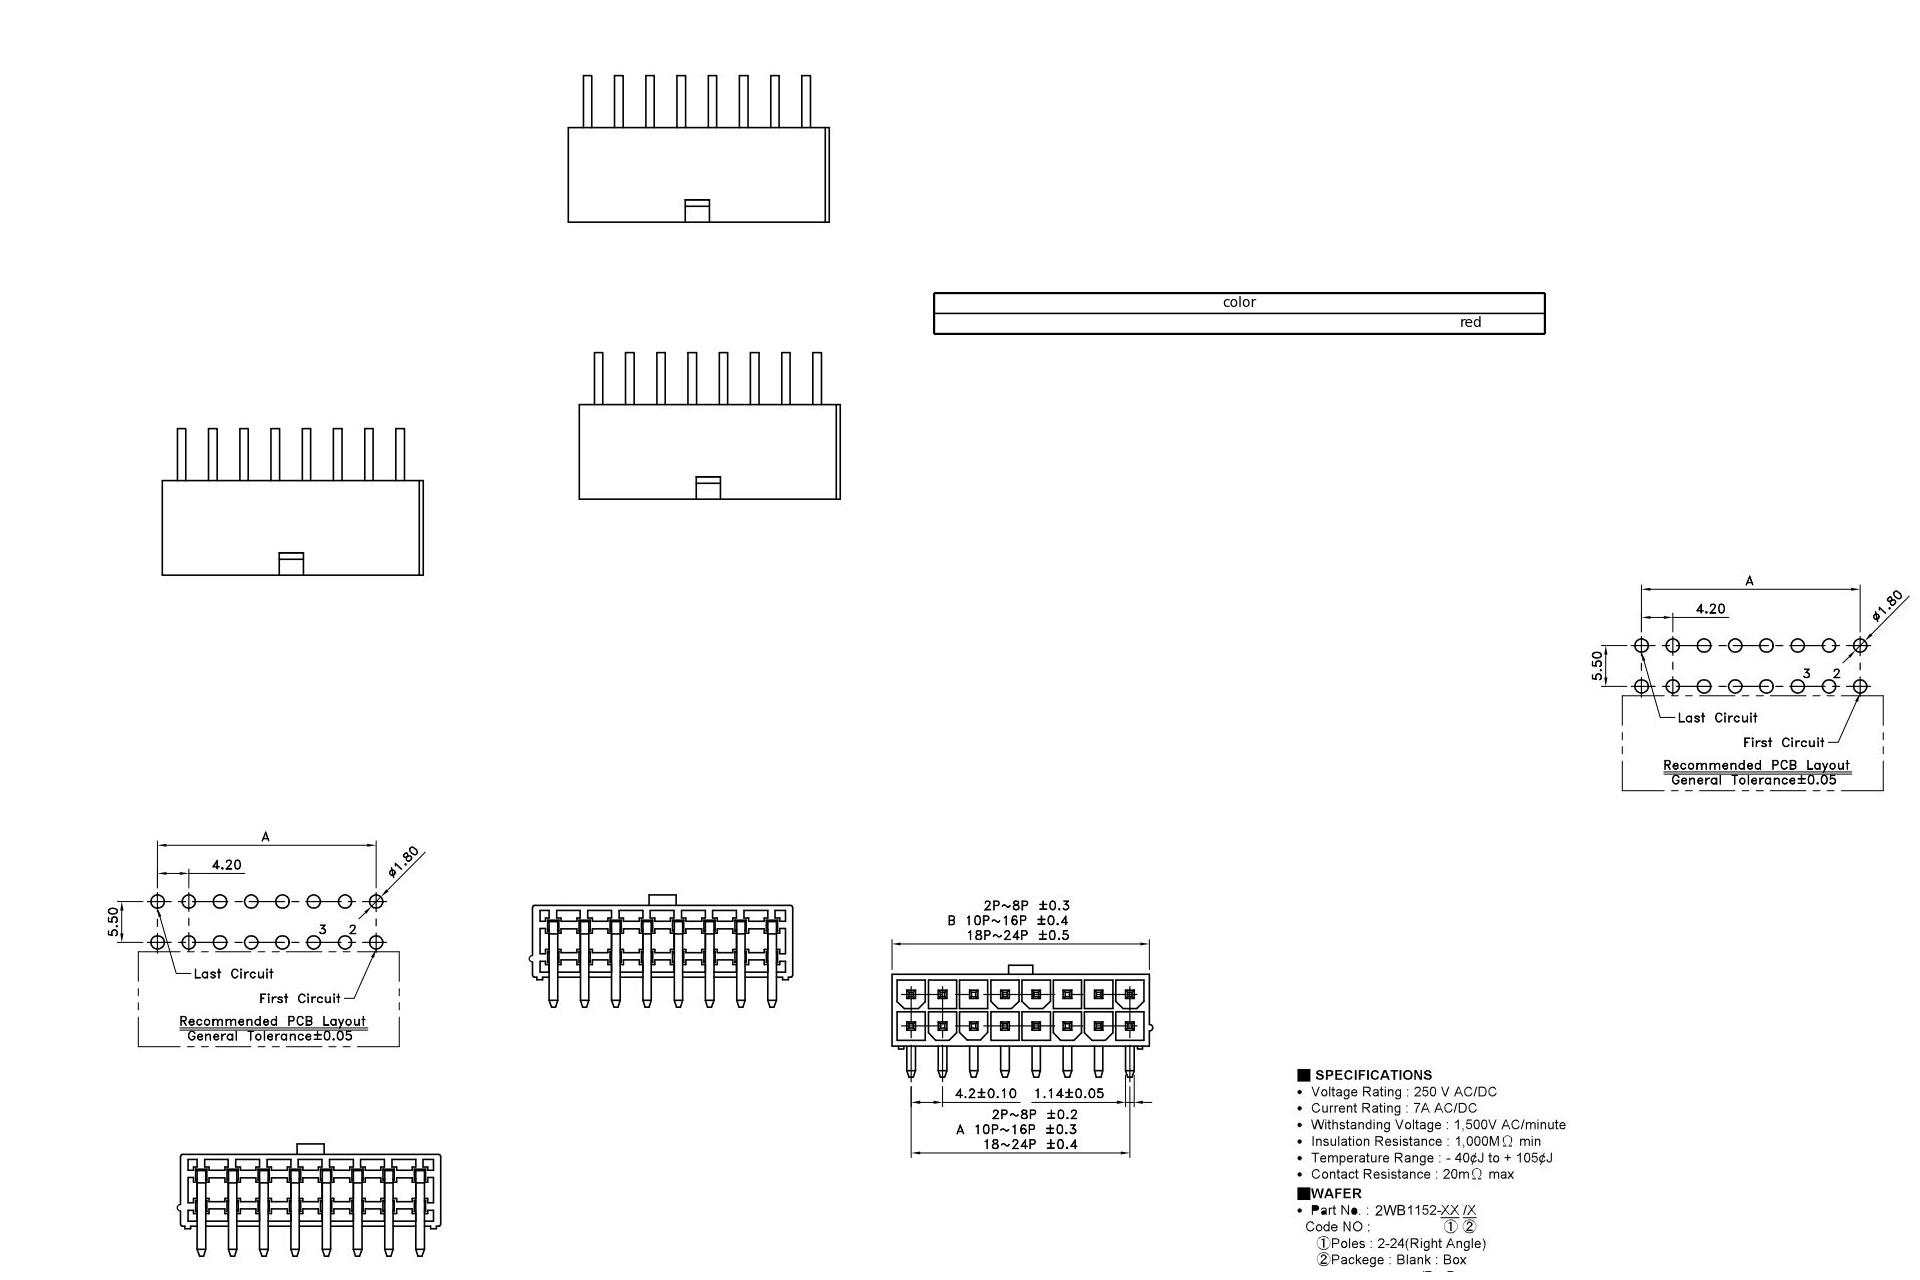 color
red
A
4.20
ø1.80
5.50
3 2
Last Circuit
First Circuit
Recommended PCB Layout
General Tolerance±0.05
A
4.20
ø1.80
5.50
3 2
Last Circuit
First Circuit
Recommended PCB Layout
General Tolerance±0.05
2P~8P ±0.3
B 10P~16P ±0.4
18P~24P ±0.5
4.2±0.10 1.14±0.05
2P~8P ±0.2
A 10P~16P ±0.3
18~24P ±0.4
■ SPECIFICATIONS
• Voltage Rating : 250 V AC/DC
• Current Rating : 7A AC/DC
• Withstanding Voltage : 1,500V AC/minute
• Insulation Resistance : 1,000MΩ min
• Temperature Range : - 40¢J to + 105¢J
• Contact Resistance : 20mΩ max
■WAFER
• Part No. : 2WB1152-XX /X
Code NO : ① ②
①Poles : 2-24(Right Angle)
②Packege : Blank : Box